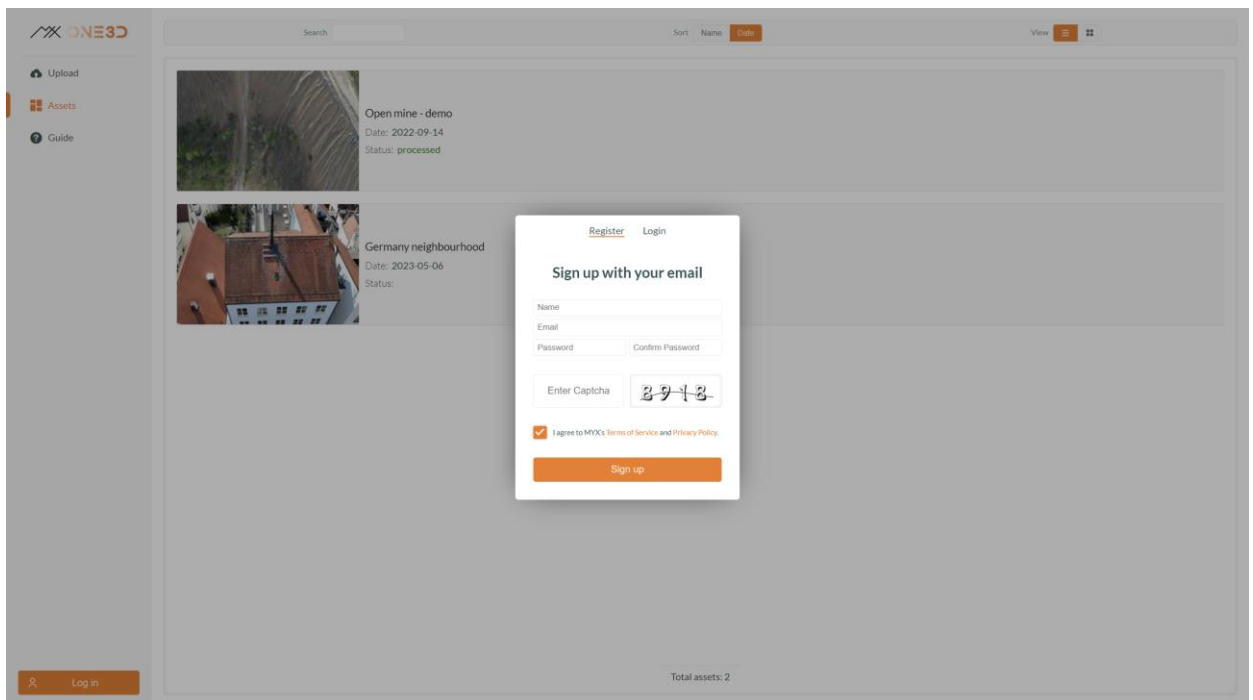 MX ONE3D
Search
Sort Name Date
View
Upload
Assets
Guide
Open mine - demo
Date: 2022-09-14
Status: processed
Germany neighbourhood
Date: 2023-05-06
Status:
Register Login
Sign up with your email
Name
Email
Password Confirm Password
Enter Captcha 8918
I agree to MYX's Terms of Service and Privacy Policy.
Sign up
Total assets: 2
Log in